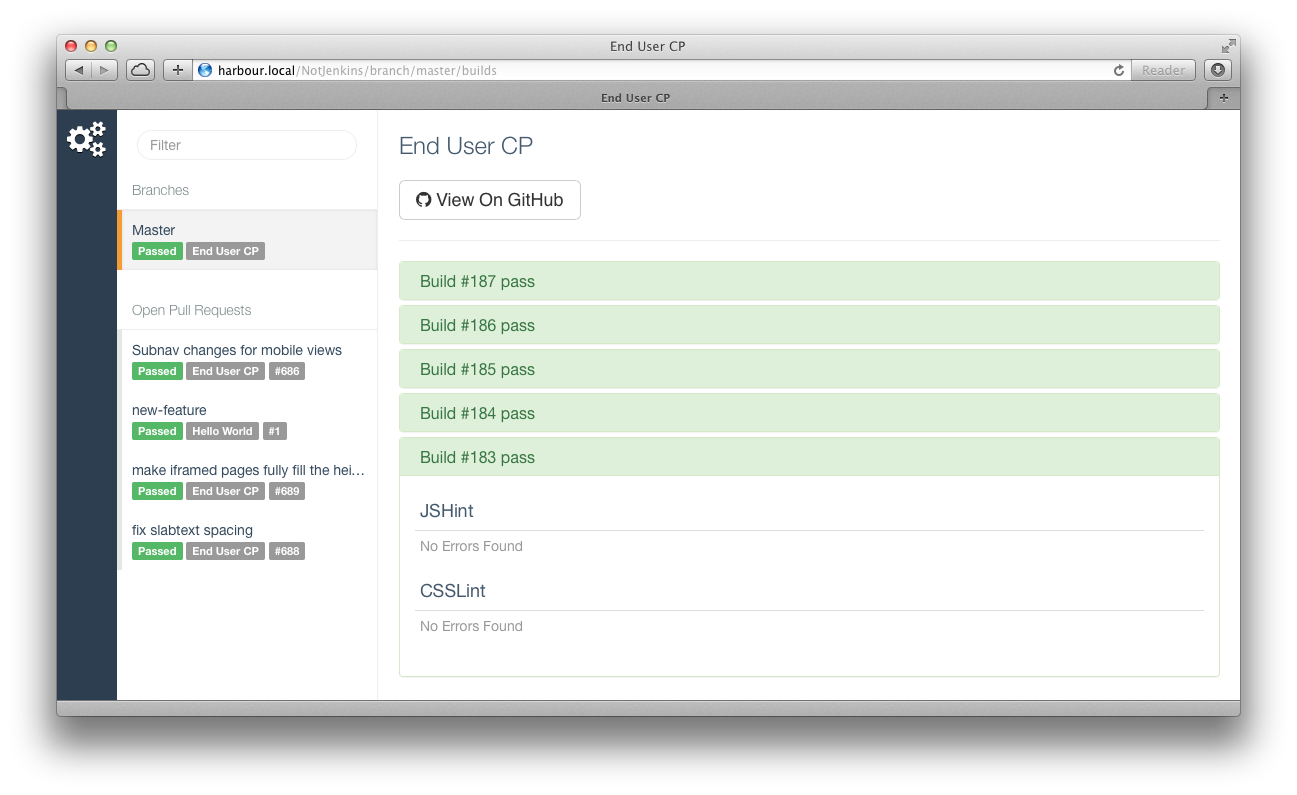 End User CP
harbour.local/NotJenkins/branch/master/builds
Reader
End User CP
Filter
Branches
Master
Passed End User CP
Open Pull Requests
Subnav changes for mobile views
Passed End User CP #686
new-feature
Passed Hello World #1
make iframed pages fully fill the hei…
Passed End User CP #689
fix slabtext spacing
Passed End User CP #688
End User CP
View On GitHub
Build #187 pass
Build #186 pass
Build #185 pass
Build #184 pass
Build #183 pass
JSHint
No Errors Found
CSSLint
No Errors Found